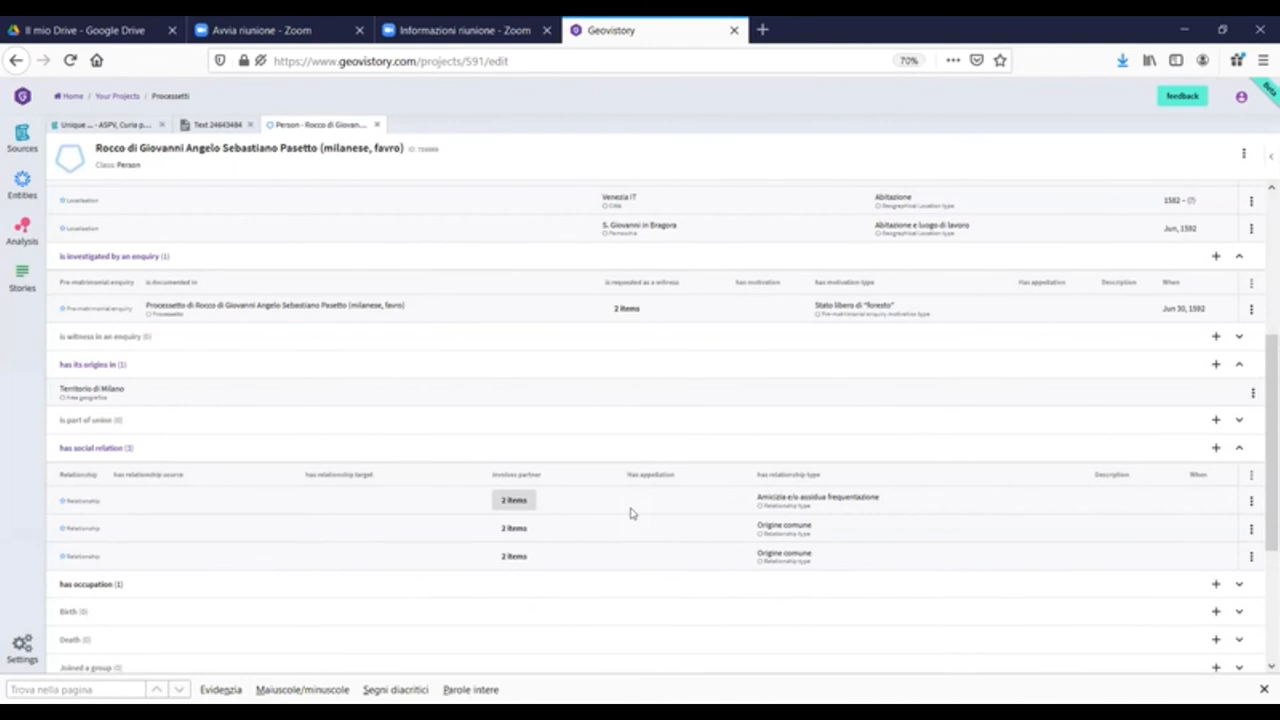 Il mio Drive - Google Drive
Avvia riunione - Zoom
Informazioni riunione - Zoom
Geovistory
https://www.geovistory.com/projects/591/edit
70%
Home / Your Projects / Processetti
feedback
Beta
Unique ... - ASPV, Curia p...
Text 24643484
Person - Rocco di Giovan...
Sources
Rocco di Giovanni Angelo Sebastiano Pasetto (milanese, favro)
Class: Person
Entities
Localisation
Venezia IT
Città
Abitazione
Geographical Location type
1582 – (?)
Localisation
S. Giovanni in Bragora
Parrocchia
Abitazione e luogo di lavoro
Geographical Location type
Jun, 1592
Analysis
is investigated by an enquiry (1)
Stories
Pre-matrimonial enquiry is documented in is requested as a witness has motivation has motivation type Has appellation Description When
Pre-matrimonial enquiry
Processetto di Rocco di Giovanni Angelo Sebastiano Pasetto (milanese, favro)
Processetto
2 items
Stato libero di "foresto"
Pre-matrimonial enquiry motivation type
Jun 30, 1592
is witness in an enquiry (0)
has its origins in (1)
Territorio di Milano
Area geografica
is part of union (0)
has social relation (3)
Relationship has relationship source has relationship target involves partner Has appellation has relationship type Description When
Relationship
2 items
Amicizia e/o assidua frequentazione
Relationship type
Relationship
2 items
Origine comune
Relationship type
Relationship
2 items
Origine comune
Relationship type
has occupation (1)
Birth (0)
Death (0)
Joined a group (0)
Settings
Trova nella pagina
Evidenzia
Maiuscole/minuscole
Segni diacritici
Parole intere